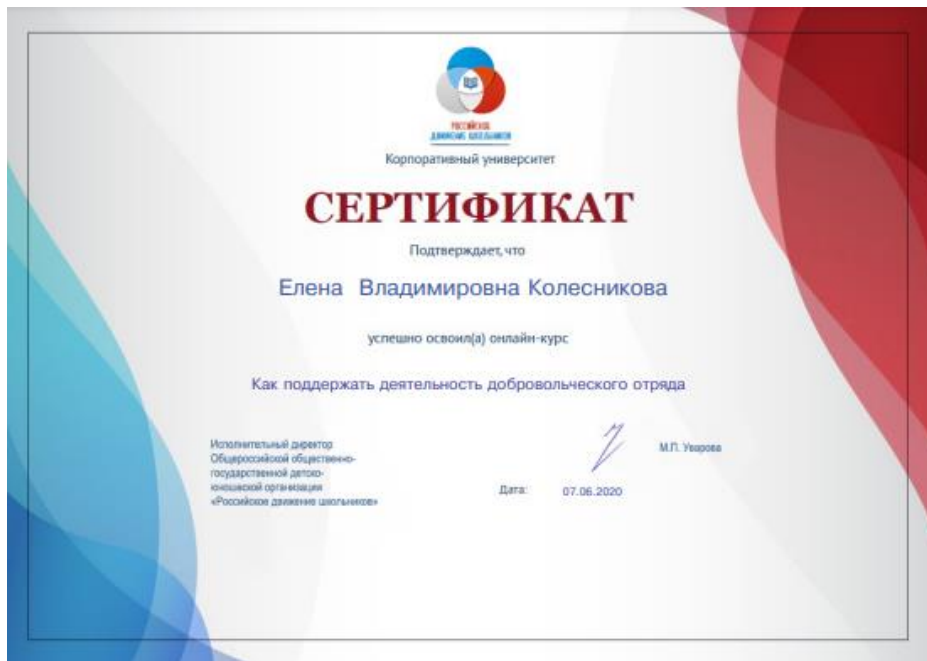 РОССИЙСКОЕ
ДВИЖЕНИЕ ШКОЛЬНИКОВ
Корпоративный университет
СЕРТИФИКАТ
Подтверждает, что
Елена Владимировна Колесникова
успешно освоил(а) онлайн-курс
Как поддержать деятельность добровольческого отряда
Исполнительный директор
Общероссийской общественно-
государственной детско-
юношеской организации
«Российское движение школьников»
М.П. Уварова
Дата: 07.06.2020